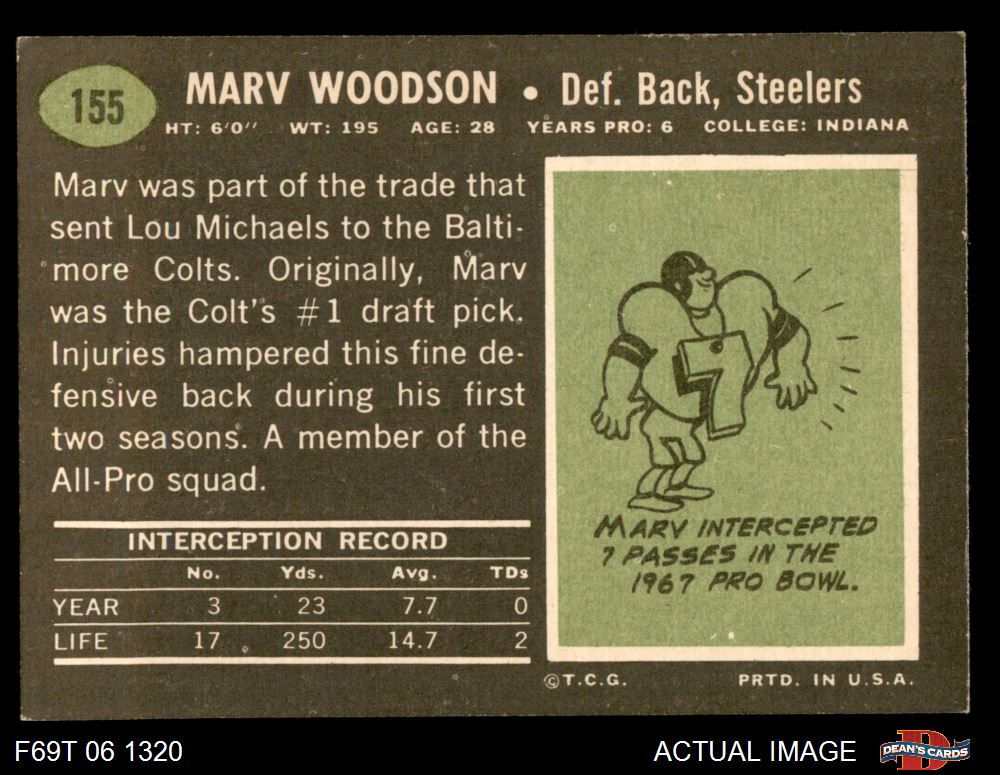 155
MARV WOODSON • Def. Back, Steelers
HT: 6'0" WT: 195 AGE: 28 YEARS PRO: 6 COLLEGE: INDIANA
Marv was part of the trade that
sent Lou Michaels to the Balti-
more Colts. Originally, Marv
was the Colt's #1 draft pick.
Injuries hampered this fine de-
fensive back during his first
two seasons. A member of the
All-Pro squad.
INTERCEPTION RECORD
No. Yds. Avg. TDs
YEAR 3 23 7.7 0
LIFE 17 250 14.7 2
7
MARV INTERCEPTED
7 PASSES IN THE
1967 PRO BOWL.
©T.C.G. PRTD. IN U.S.A.
F69T 06 1320 ACTUAL IMAGE
D
DEAN'S CARDS